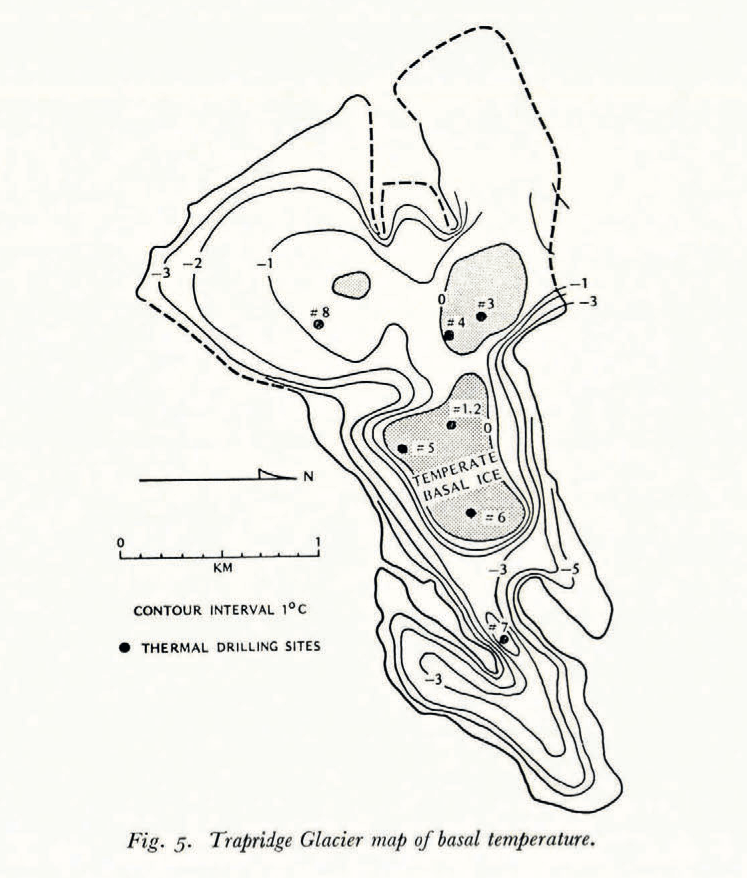 −1
−3
−2
−1
−3
0
#3
#8
#4
#1,2
0
#5
TEMPERATE
BASAL ICE
N
#6
0 1
KM
−3
−5
CONTOUR INTERVAL 1°C
#7
THERMAL DRILLING SITES
−3
Fig. 5. Trapridge Glacier map of basal temperature.